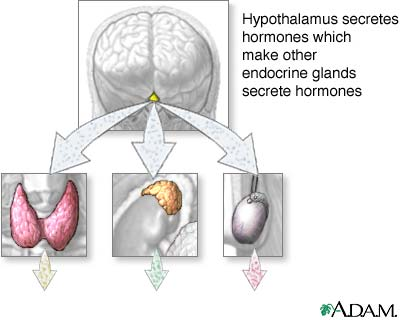 Hypothalamus secretes
hormones which
make other
endocrine glands
secrete hormones
A.D.A.M.